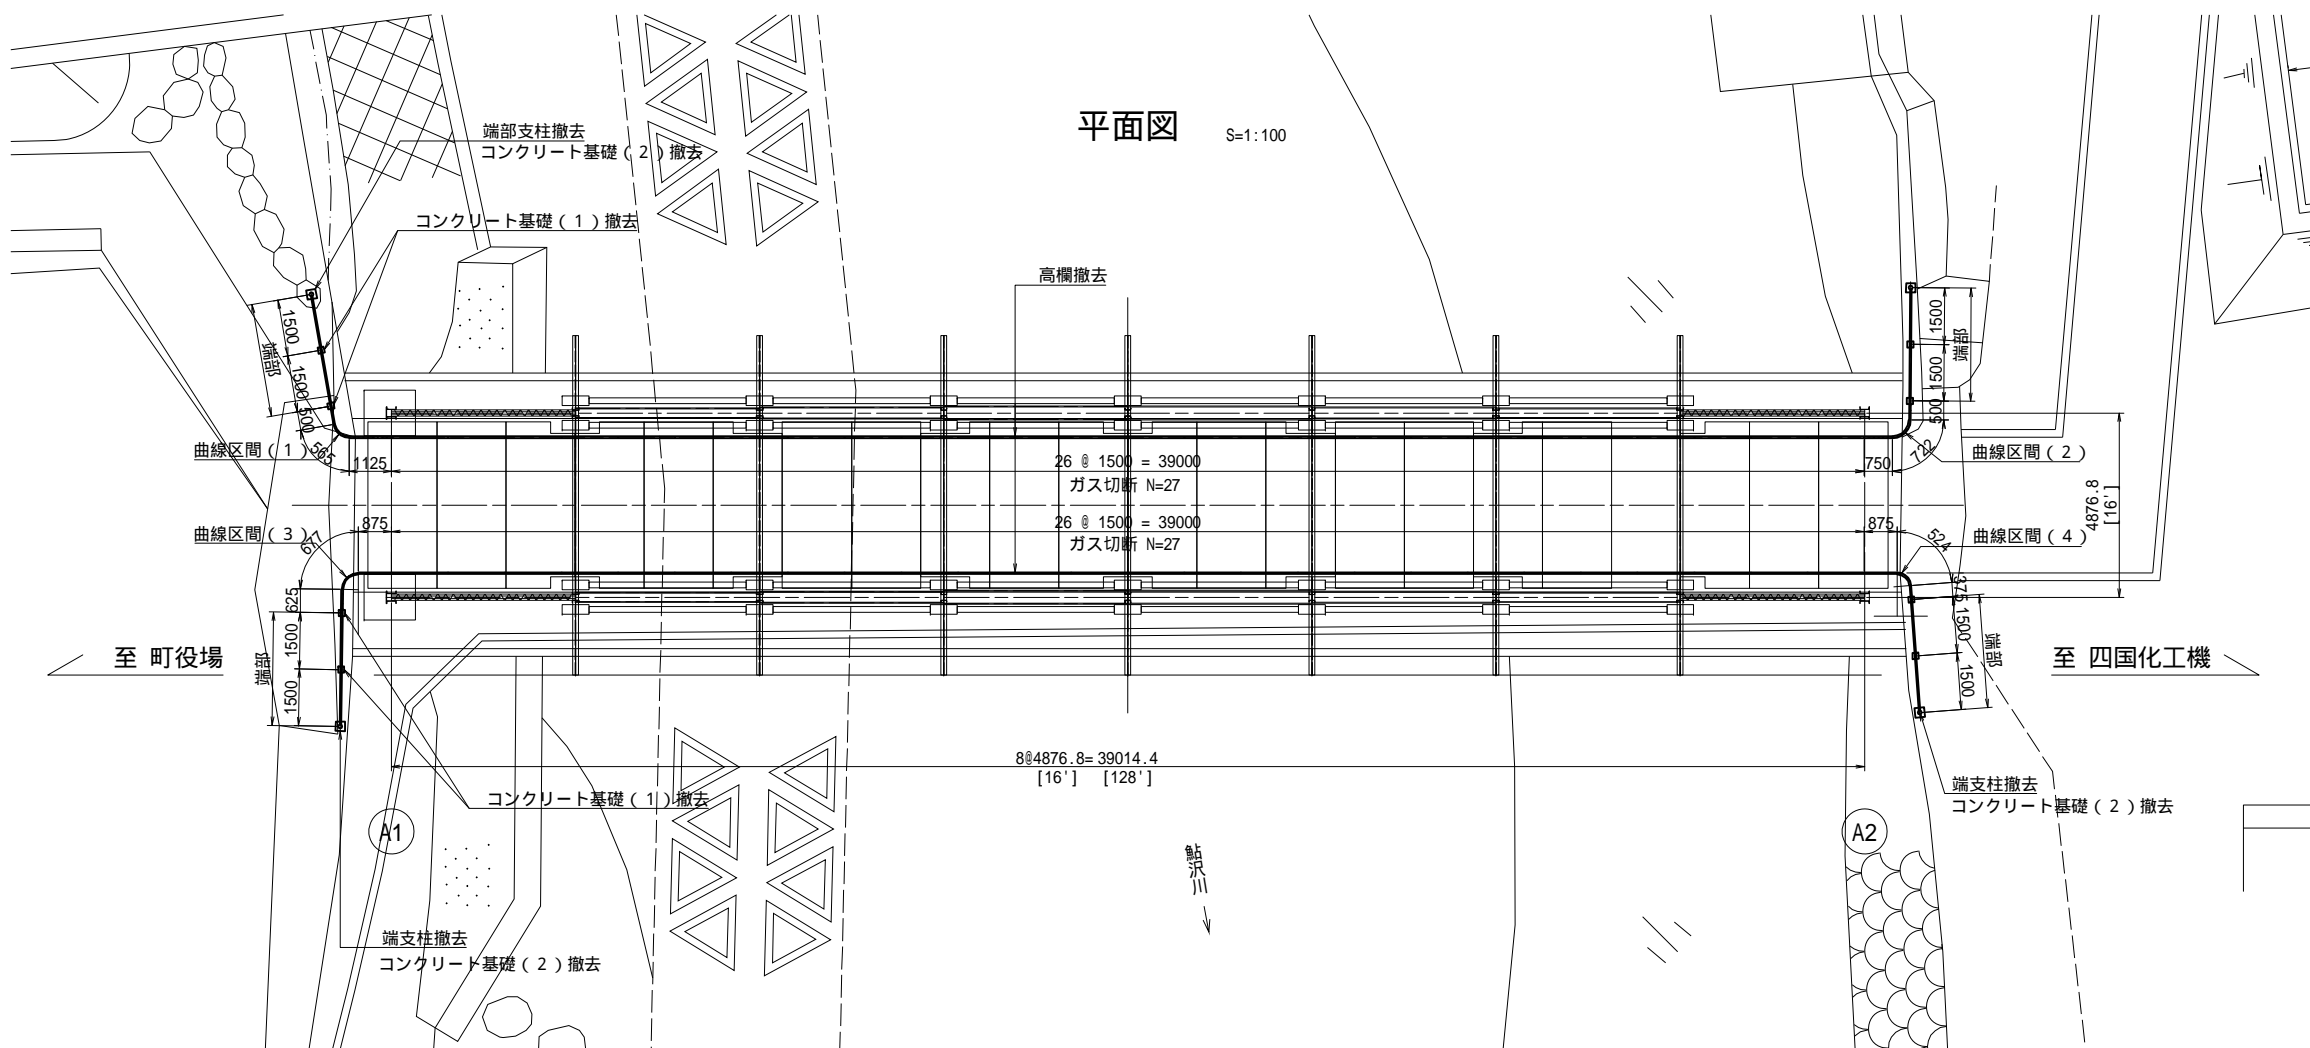 平面図 S=1:100
端部支柱撤去
コンクリート基礎(2)撤去
コンクリート基礎(1)撤去
高欄撤去
1500
端部
1500
500
曲線区間(1)
565
1125
26 @ 1500 = 39000
ガス切断 N=27
1500
端部
1500
500
722
750
曲線区間(2)
4876.8
[16']
曲線区間(3)
677
875
26 @ 1500 = 39000
ガス切断 N=27
875
524
曲線区間(4)
625
1500
端部
1500
375
1500
端部
1500
至 町役場
至 四国化工機
8@4876.8=39014.4
[16'] [128']
コンクリート基礎(1)撤去
A1
A2
端支柱撤去
コンクリート基礎(2)撤去
鮎沢川
端支柱撤去
コンクリート基礎(2)撤去